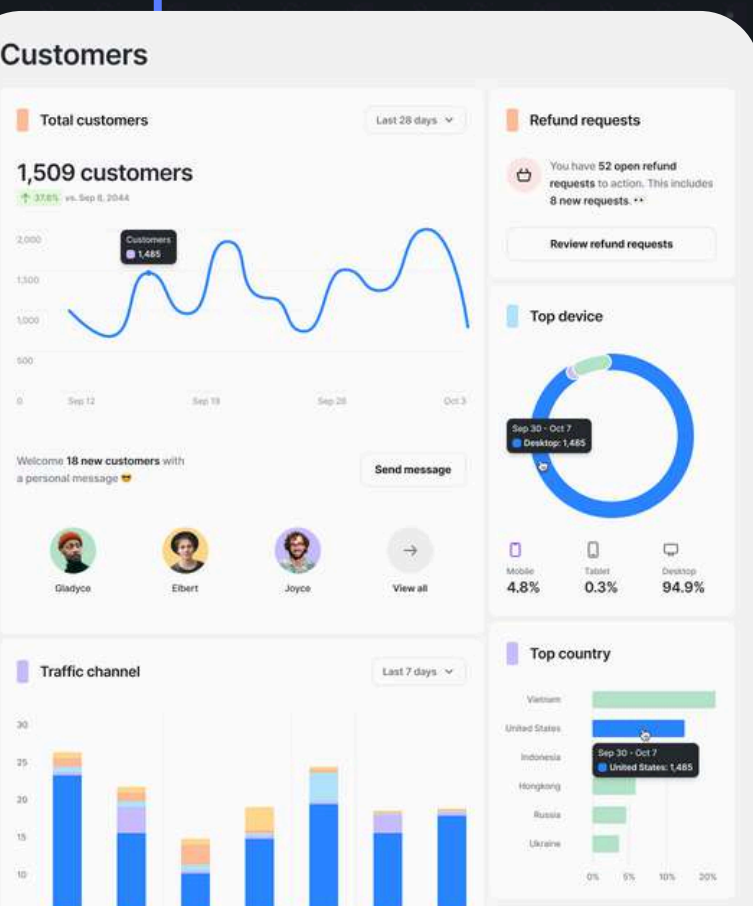 Customers
Total customers
Last 28 days
1,509 customers
37.8% vs. Sep 8, 2044
2,000
1,500
1,000
500
0
Customers
1,485
Sep 12
Sep 19
Sep 26
Oct 3
Welcome 18 new customers with
a personal message 😎
Send message
Gladyce
Elbert
Joyce
View all
Traffic channel
Last 7 days
30
25
20
15
10
Refund requests
You have 52 open refund
requests to action. This includes
8 new requests. 👀
Review refund requests
Top device
Sep 30 - Oct 7
Desktop: 1,485
Mobile
4.8%
Tablet
0.3%
Desktop
94.9%
Top country
Vietnam
United States
Indonesia
Hongkong
Russia
Ukraine
Sep 30 - Oct 7
United States: 1,485
0%
5%
10%
20%